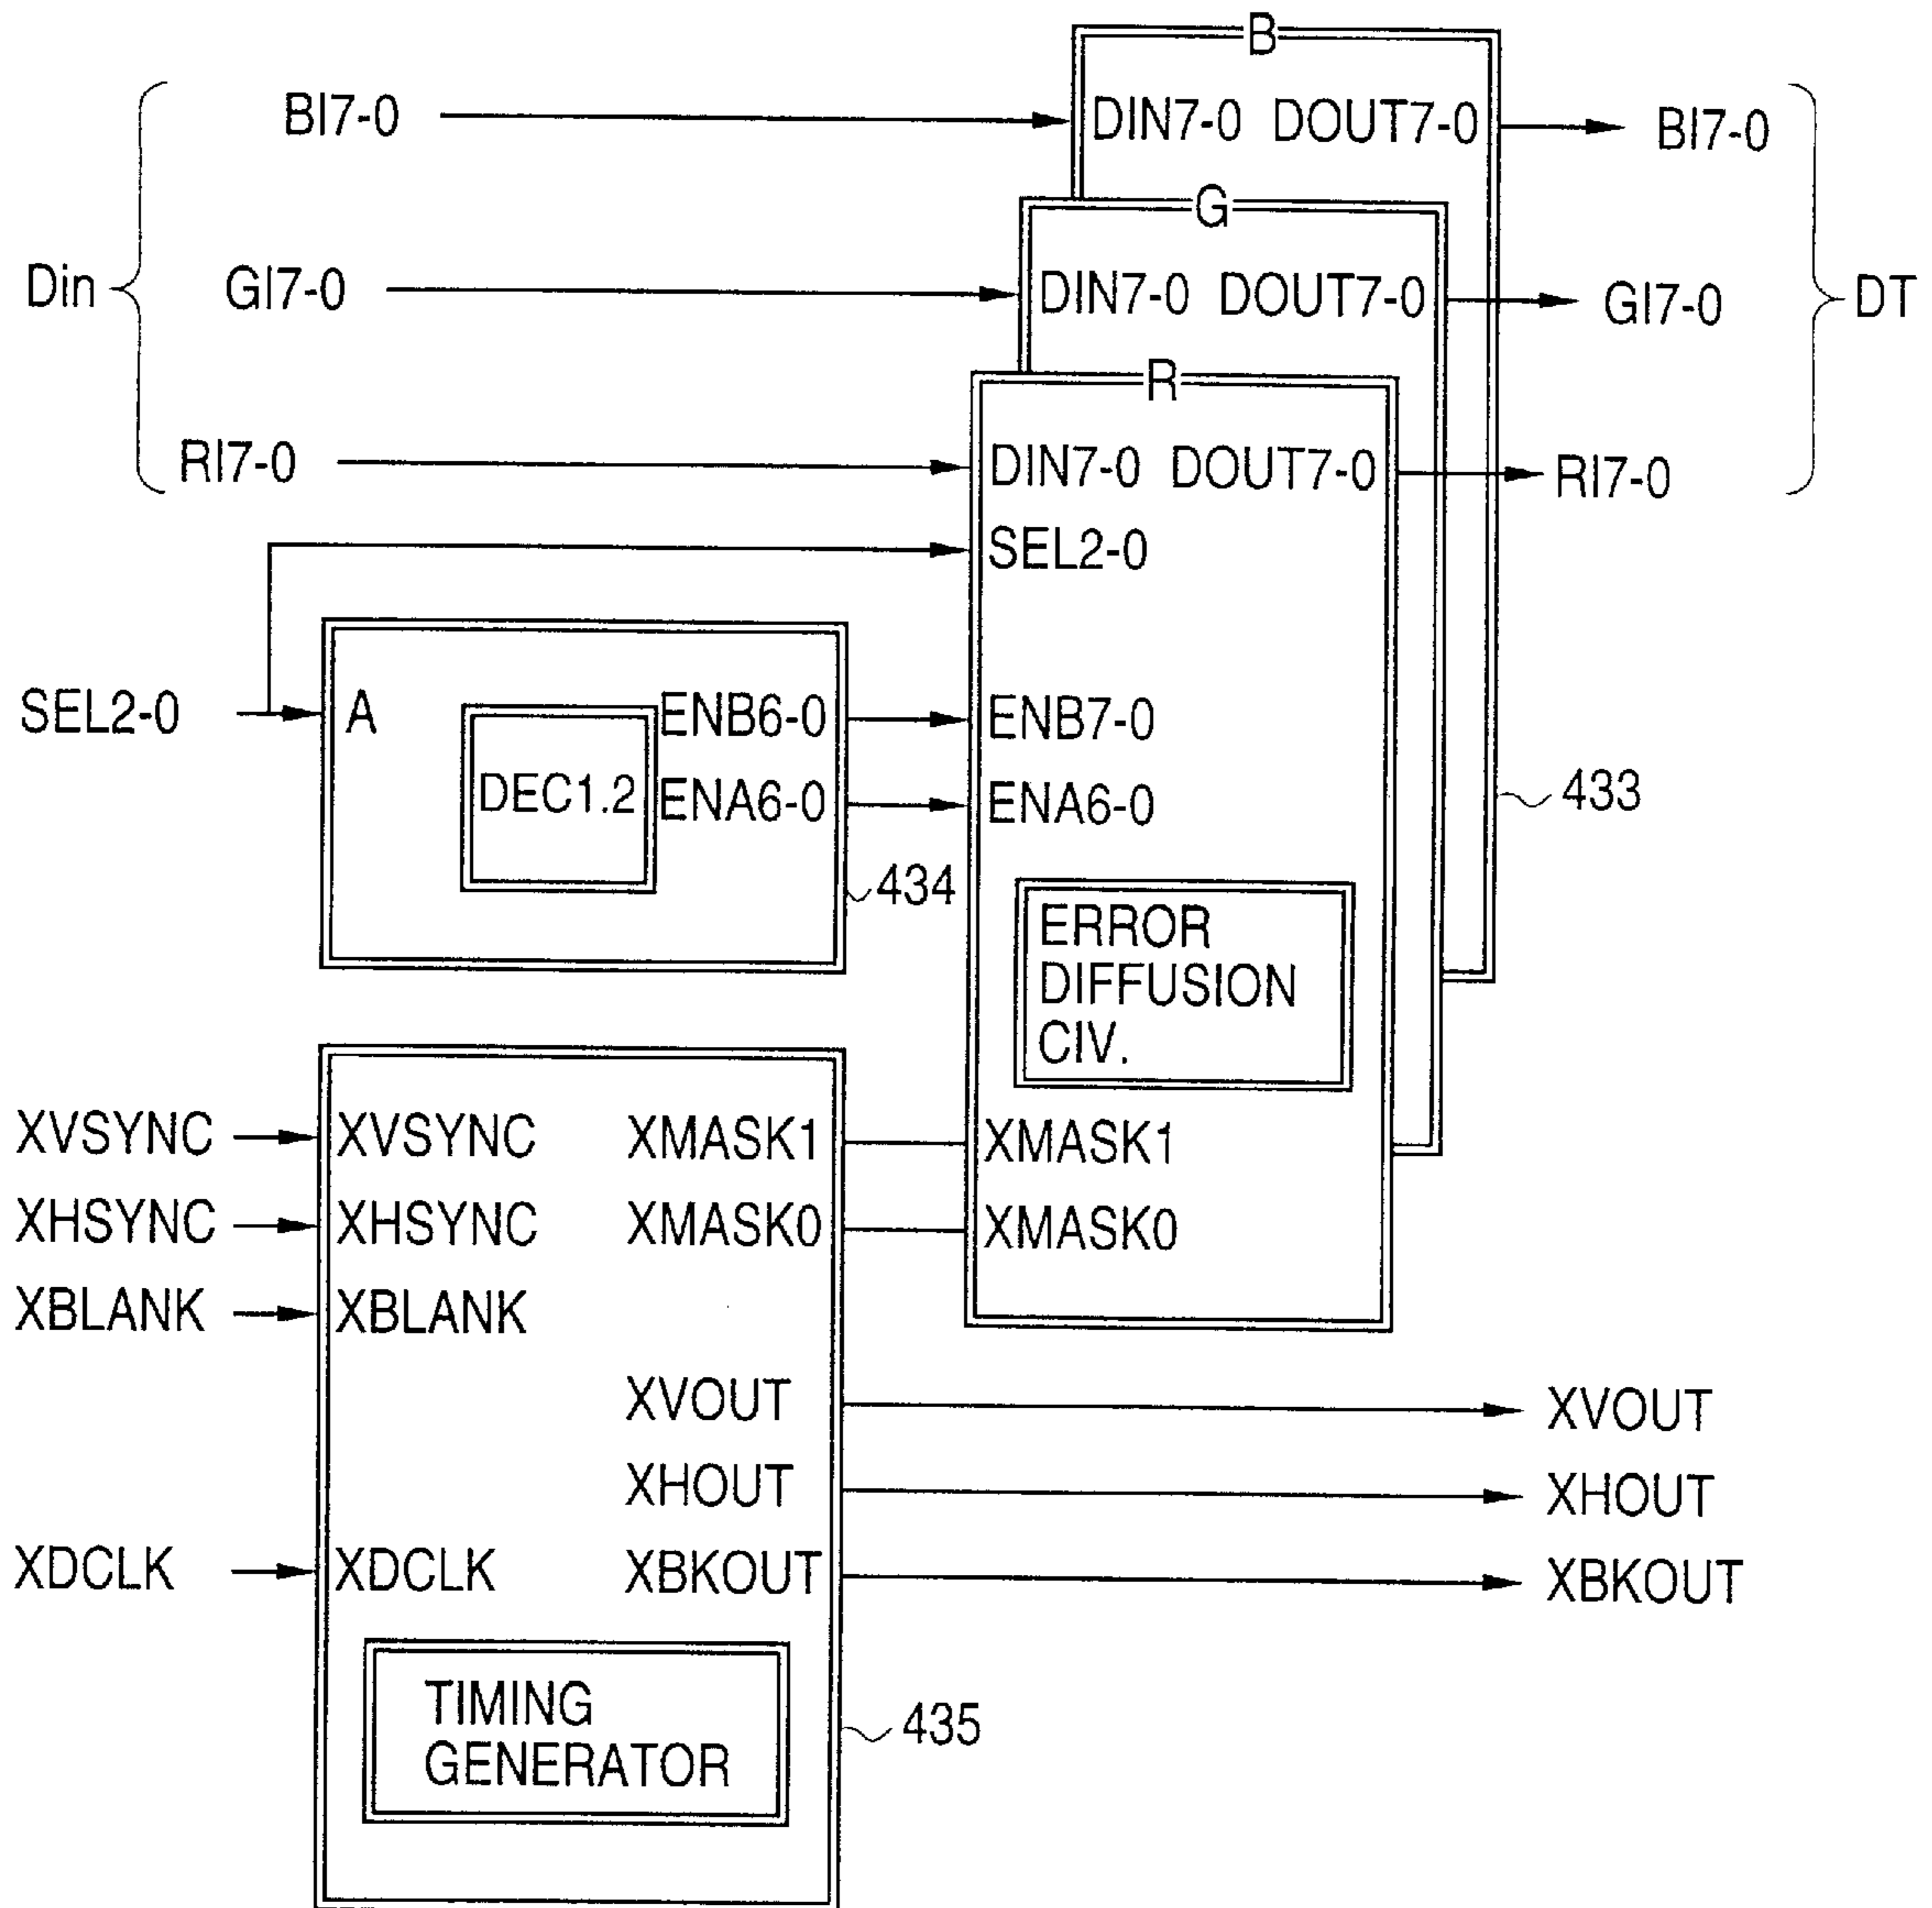 B
BI7-0
DIN7-0 DOUT7-0
BI7-0
G
Din
GI7-0
DIN7-0 DOUT7-0
GI7-0
DT
R
RI7-0
DIN7-0 DOUT7-0
RI7-0
SEL2-0
SEL2-0
A
ENB6-0
ENB7-0
DEC1.2
ENA6-0
ENA6-0
433
434
ERROR
DIFFUSION
CIV.
XVSYNC
XVSYNC
XMASK1
XMASK1
XHSYNC
XHSYNC
XMASK0
XMASK0
XBLANK
XBLANK
XVOUT
XVOUT
XHOUT
XHOUT
XDCLK
XDCLK
XBKOUT
XBKOUT
TIMING
GENERATOR
435